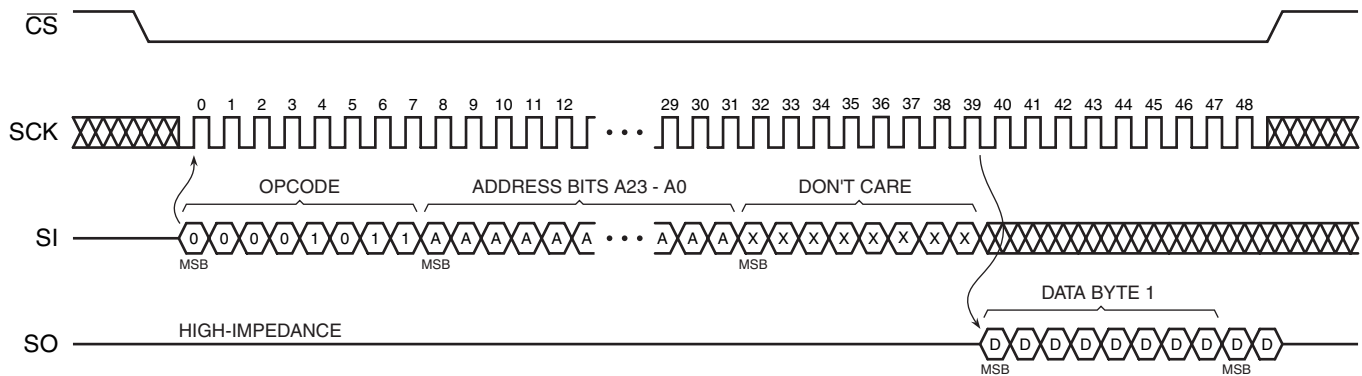 CS
0 1 2 3 4 5 6 7 8 9 10 11 12 29 30 31 32 33 34 35 36 37 38 39 40 41 42 43 44 45 46 47 48
SCK •••
OPCODE ADDRESS BITS A23 - A0 DON'T CARE
SI 0 0 0 0 1 0 1 1 A A A A A A ••• A A A X X X X X X X X
MSB MSB MSB
DATA BYTE 1
HIGH-IMPEDANCE
SO D D D D D D D D D D
MSB MSB